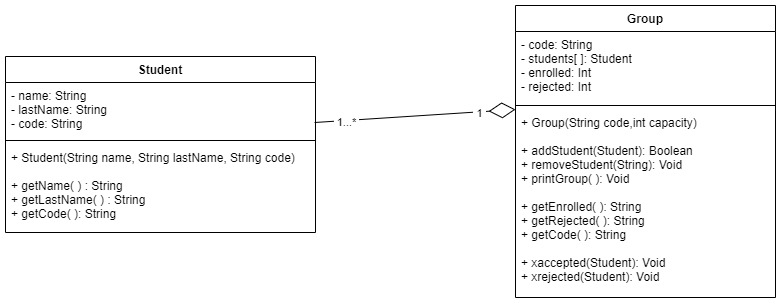 Student
- name: String
- lastName: String
- code: String
+ Student(String name, String lastName, String code)
+ getName( ) : String
+ getLastName( ) : String
+ getCode( ): String
1...*
1
Group
- code: String
- students[ ]: Student
- enrolled: Int
- rejected: Int
+ Group(String code,int capacity)
+ addStudent(Student): Boolean
+ removeStudent(String): Void
+ printGroup( ): Void
+ getEnrolled( ): String
+ getRejected( ): String
+ getCode( ): String
+ xaccepted(Student): Void
+ xrejected(Student): Void